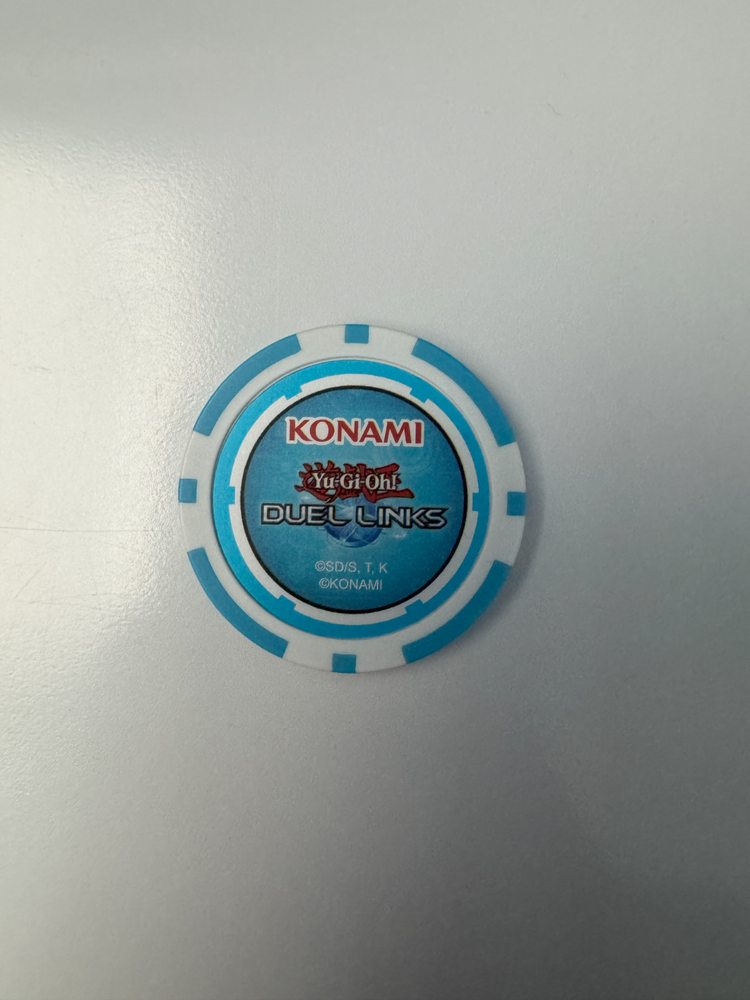 KONAMI
Yu-Gi-Oh!
DUEL LINKS
©SD/S, T, K
©KONAMI